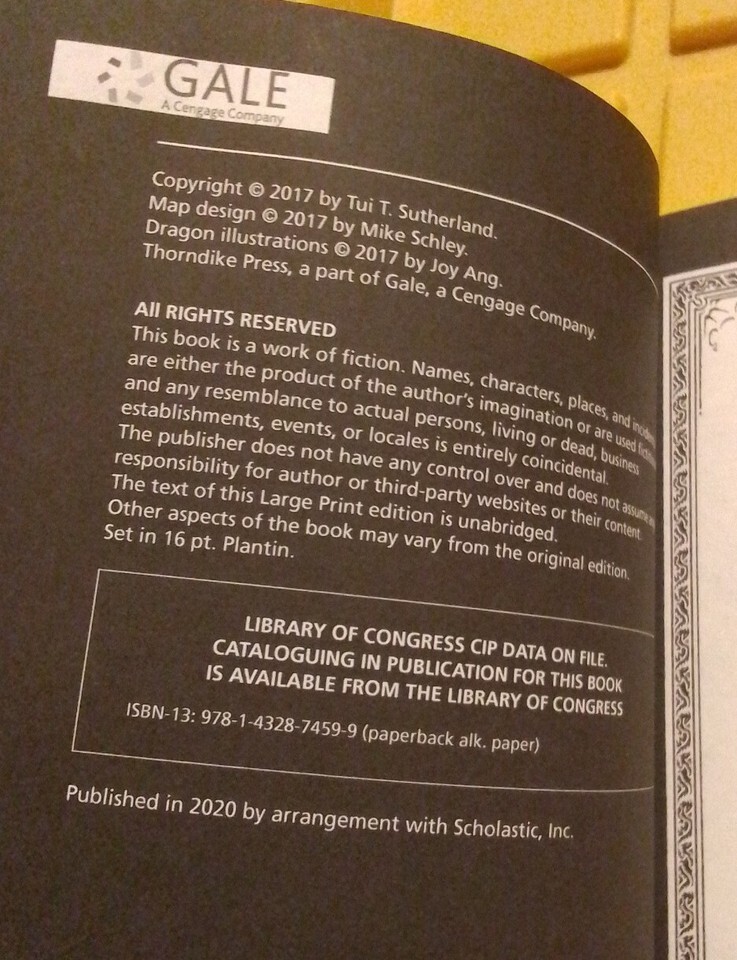 GALE
A Cengage Company
Copyright © 2017 by Tui T. Sutherland.
Map design © 2017 by Mike Schley.
Dragon illustrations © 2017 by Joy Ang.
Thorndike Press, a part of Gale, a Cengage Company.
All RIGHTS RESERVED
This book is a work of fiction. Names, characters, places, and
are either the product of the author's imagination or are used
and any resemblance to actual persons, living or dead, business
establishments, events, or locales is entirely coincidental.
The publisher does not have any control over and does not assume
responsibility for author or third-party websites or their content.
The text of this Large Print edition is unabridged.
Other aspects of the book may vary from the original edition.
Set in 16 pt. Plantin.
LIBRARY OF CONGRESS CIP DATA ON FILE.
CATALOGUING IN PUBLICATION FOR THIS BOOK
IS AVAILABLE FROM THE LIBRARY OF CONGRESS
ISBN-13: 978-1-4328-7459-9 (paperback alk. paper)
Published in 2020 by arrangement with Scholastic, Inc.